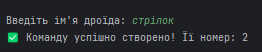 Введіть ім'я дроїда: стрілок
✅ Команду успішно створено! Її номер: 2